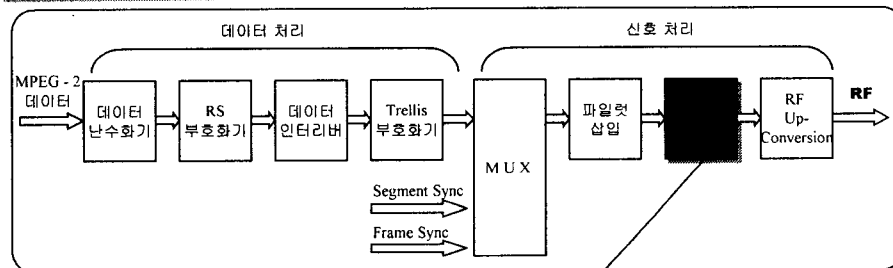 데이터 처리
신호 처리
MPEG - 2
데이터
데이터
난수화기
RS
부호화기
데이터
인터리버
Trellis
부호화기
Segment Sync
Frame Sync
M U X
파일럿
삽입
RF
Up-
Conversion
RF